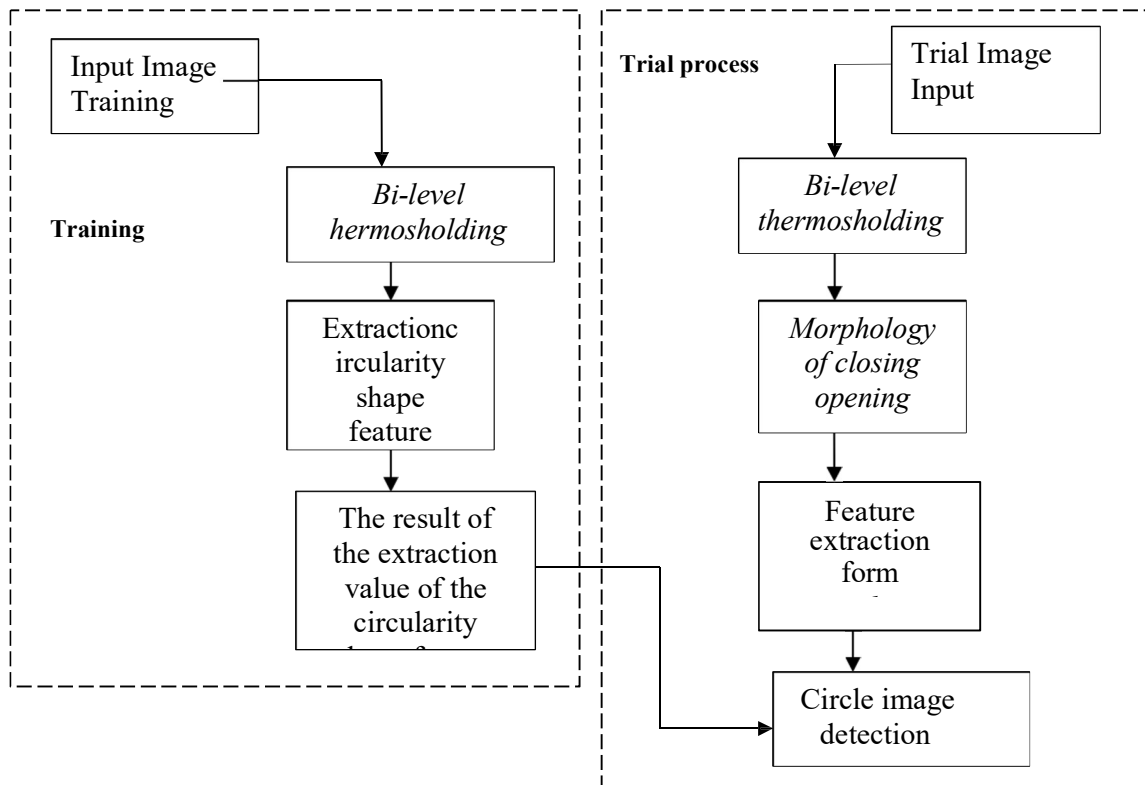 Input Image
Training
Training
Bi-level
hermosholding
Extractionc
ircularity
shape
feature
The result of
the extraction
value of the
circularity
Trial process
Trial Image
Input
Bi-level
thermosholding
Morphology
of closing
opening
Feature
extraction
form
Circle image
detection